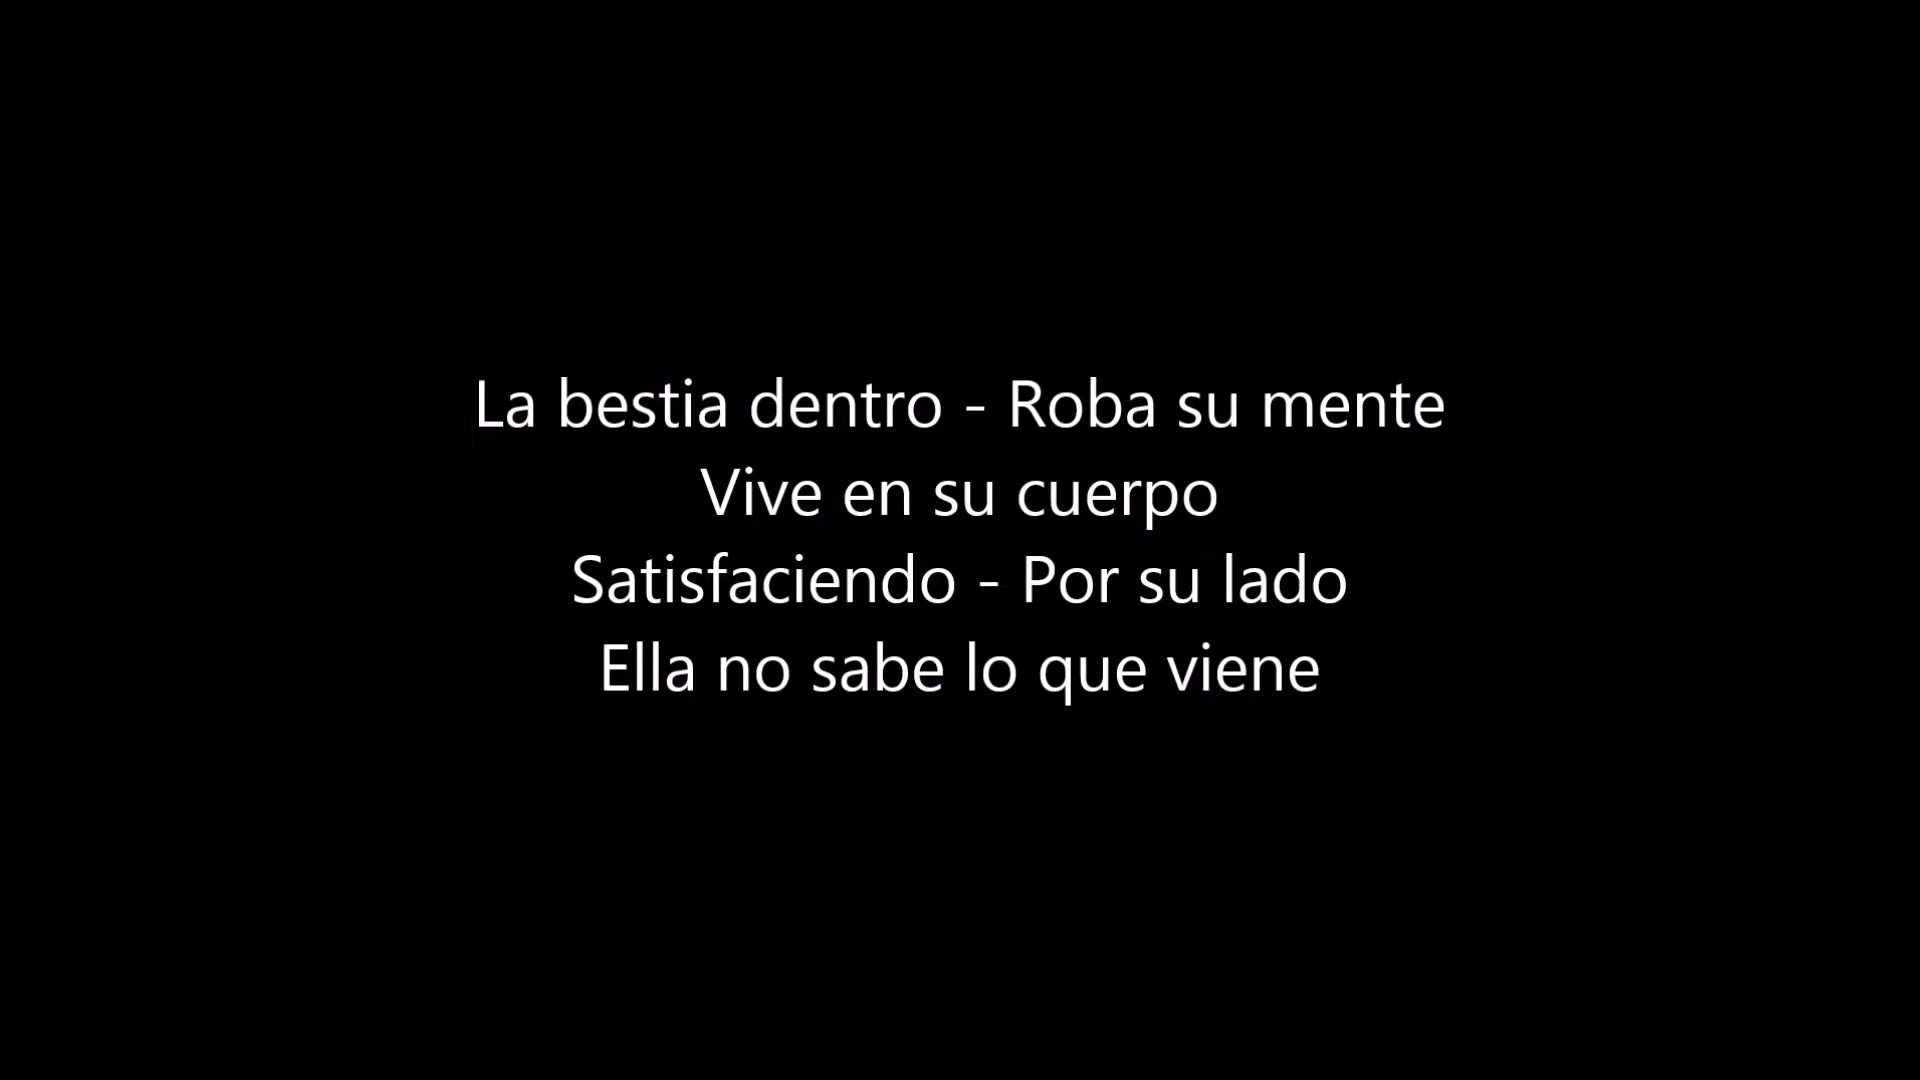 La bestia dentro - Roba su mente
Vive en su cuerpo
Satisfaciendo - Por su lado
Ella no sabe lo que viene